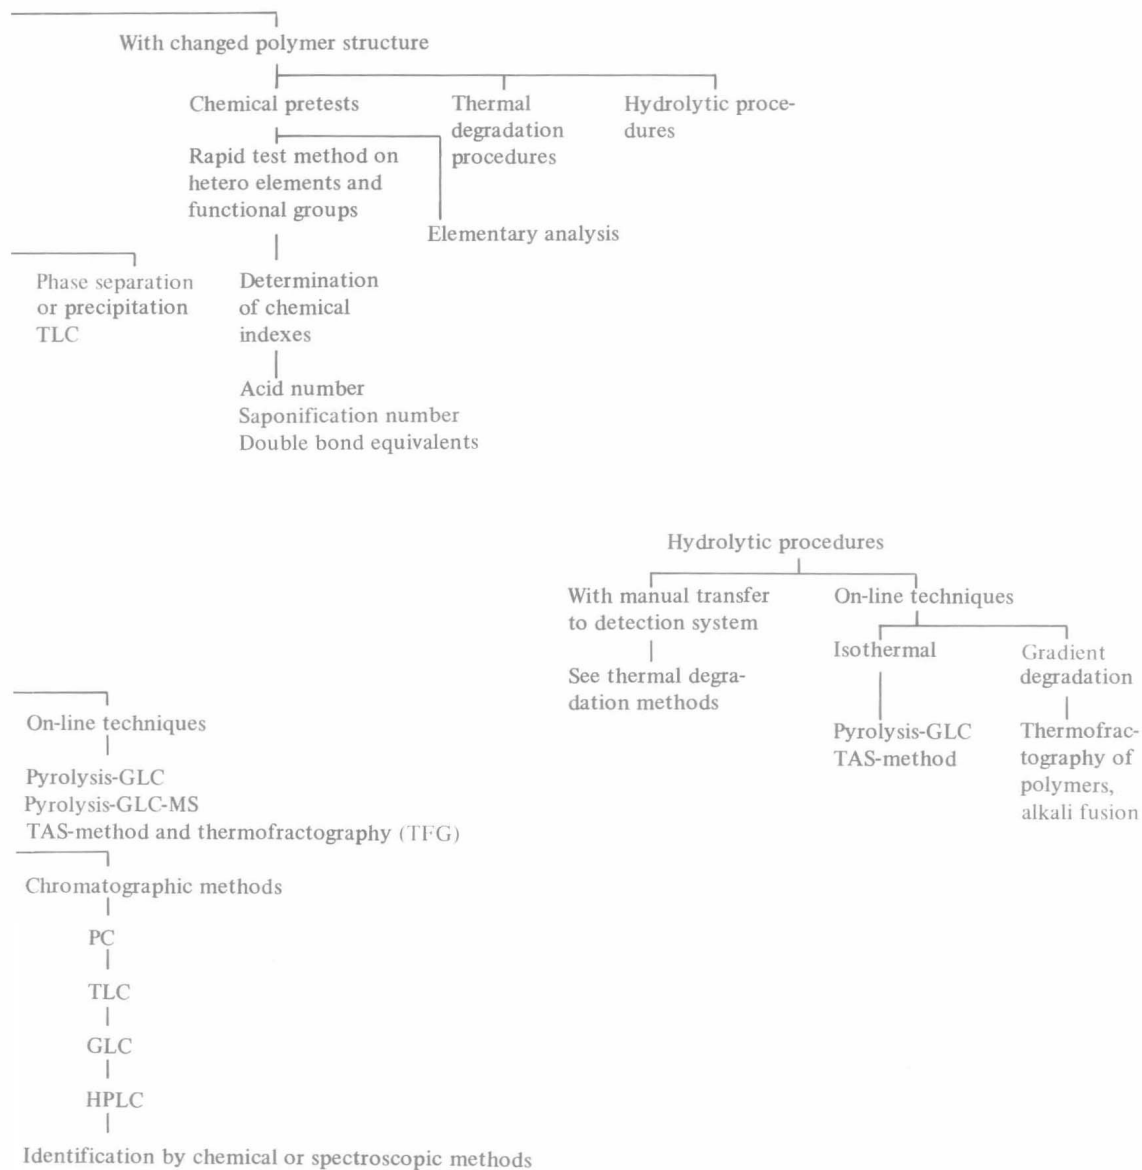 With changed polymer structure
Chemical pretests
Thermal
degradation
procedures
Hydrolytic proce-
dures
Rapid test method on
hetero elements and
functional groups
Elementary analysis
Phase separation
or precipitation
TLC
Determination
of chemical
indexes
Acid number
Saponification number
Double bond equivalents
Hydrolytic procedures
With manual transfer
to detection system
See thermal degra-
dation methods
On-line techniques
Isothermal
Pyrolysis-GLC
TAS-method
Gradient
degradation
Thermofrac-
tography of
polymers,
alkali fusion
On-line techniques
Pyrolysis-GLC
Pyrolysis-GLC-MS
TAS-method and thermofractography (TFG)
Chromatographic methods
PC
TLC
GLC
HPLC
Identification by chemical or spectroscopic methods